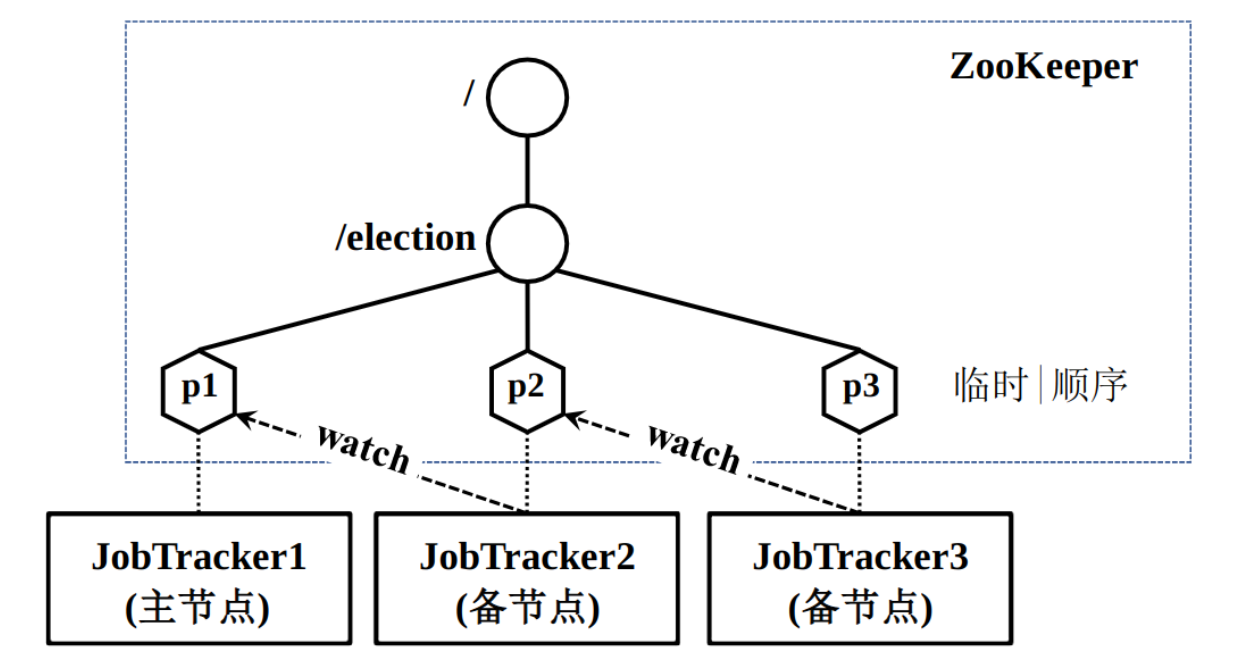 ZooKeeper
/
/election
p1
p2
p3
临时|顺序
watch
watch
JobTracker1
(主节点)
JobTracker2
(备节点)
JobTracker3
(备节点)